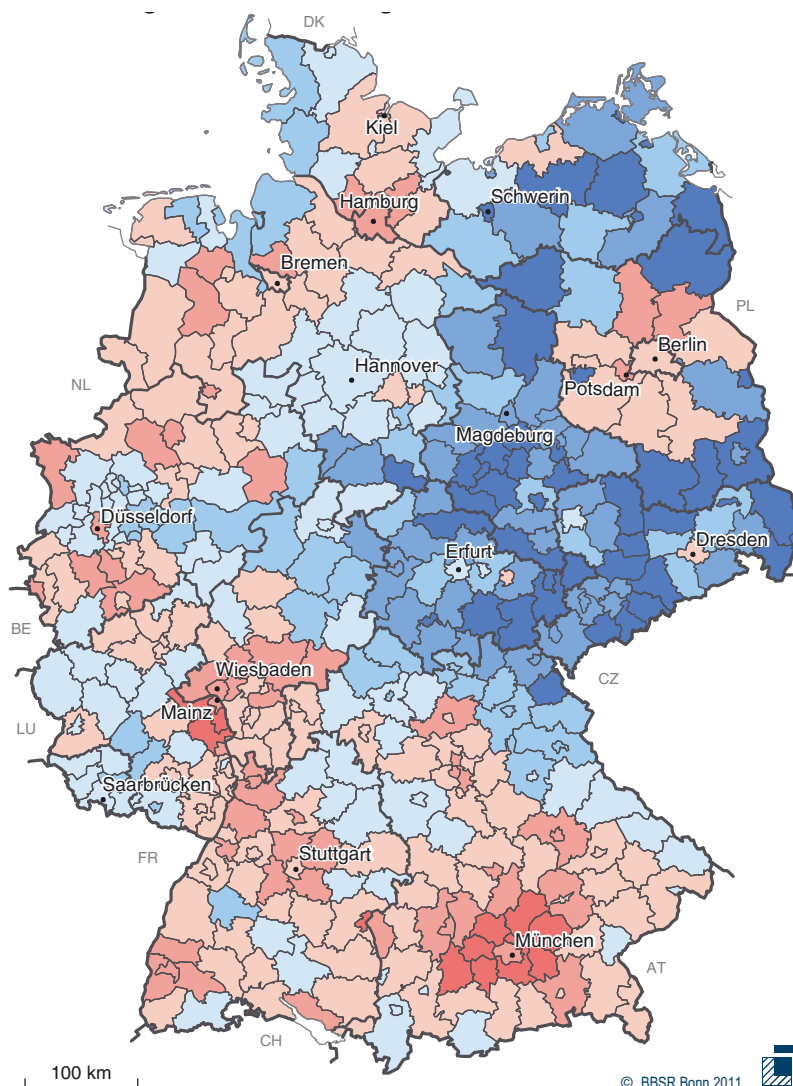 DK
Kiel
Hamburg
Schwerin
Bremen
PL
Berlin
Hannover
NL
Potsdam
Magdeburg
Düsseldorf
Erfurt
Dresden
BE
CZ
Wiesbaden
Mainz
LU
Saarbrücken
FR
Stuttgart
München
AT
CH
100 km
© BBSR Bonn 2011